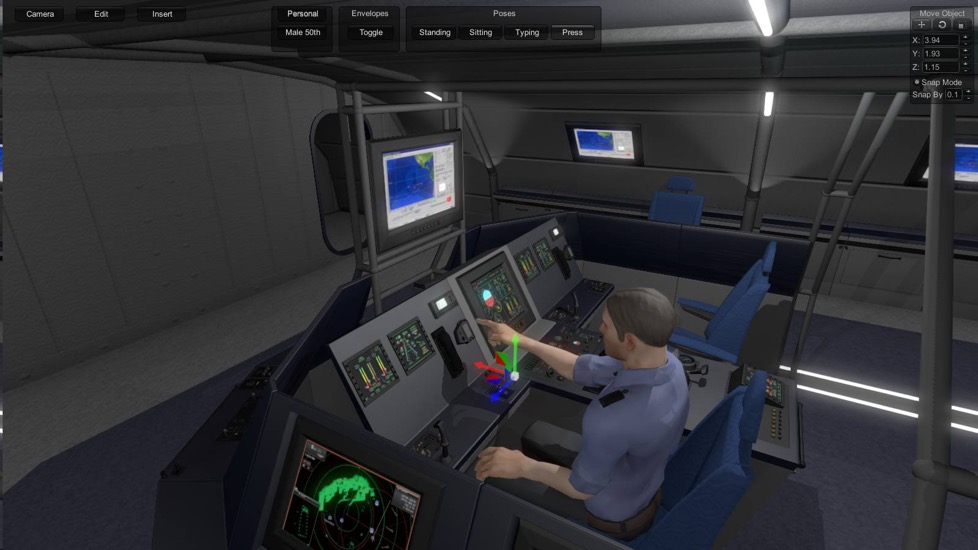 Camera
Edit
Insert
Personal
Male 50th
Envelopes
Toggle
Poses
Standing
Sitting
Typing
Press
Move Object
X: 3.94
Y: 1.93
Z: 1.15
Snap Mode
Snap By 0.1